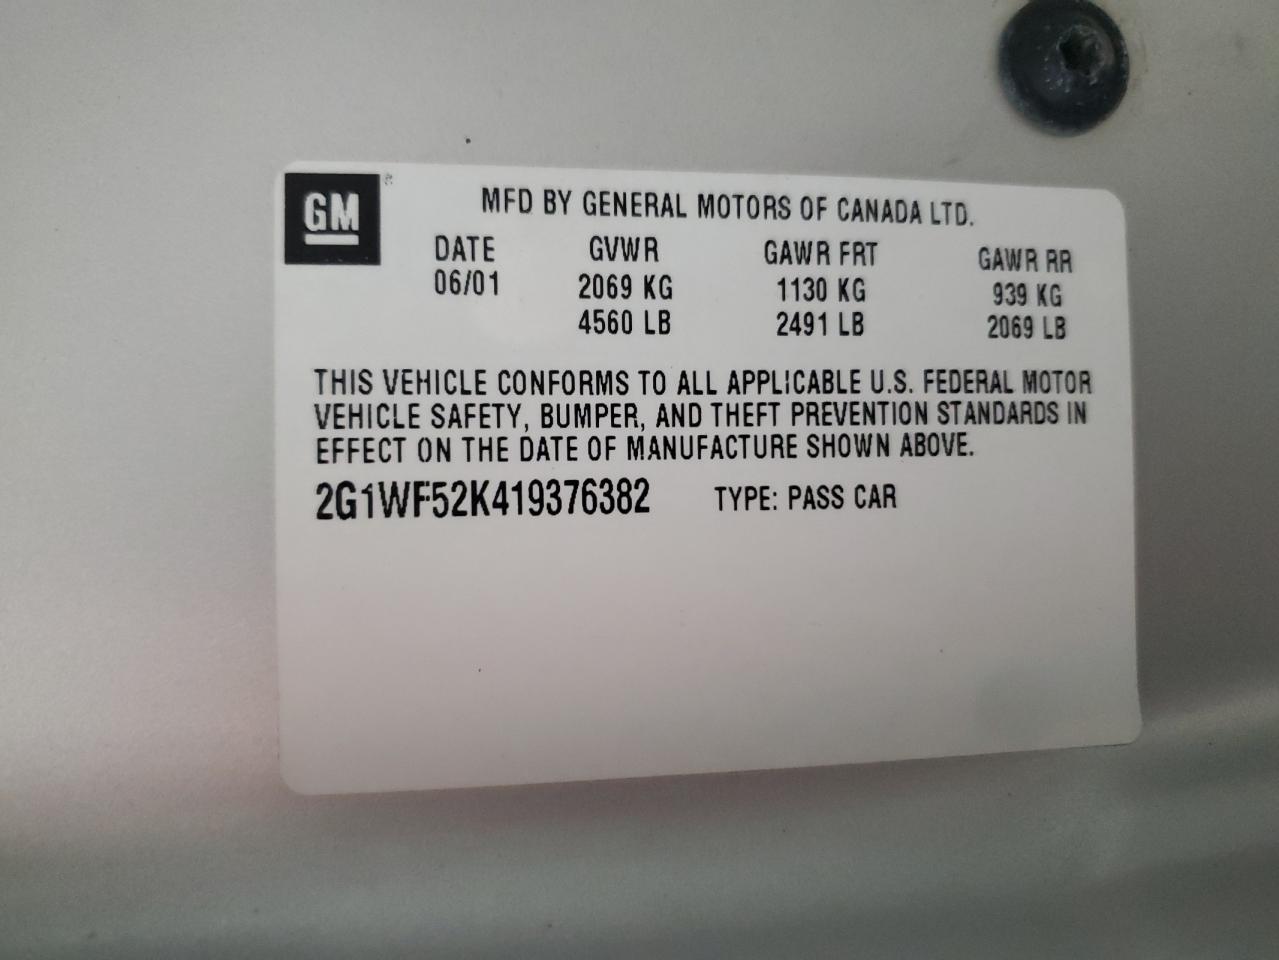 GM
MFD BY GENERAL MOTORS OF CANADA LTD.
DATE GVWR GAWR FRT GAWR RR
06/01 2069 KG 1130 KG 939 KG
4560 LB 2491 LB 2069 LB
THIS VEHICLE CONFORMS TO ALL APPLICABLE U.S. FEDERAL MOTOR
VEHICLE SAFETY, BUMPER, AND THEFT PREVENTION STANDARDS IN
EFFECT ON THE DATE OF MANUFACTURE SHOWN ABOVE.
2G1WF52K419376382 TYPE: PASS CAR